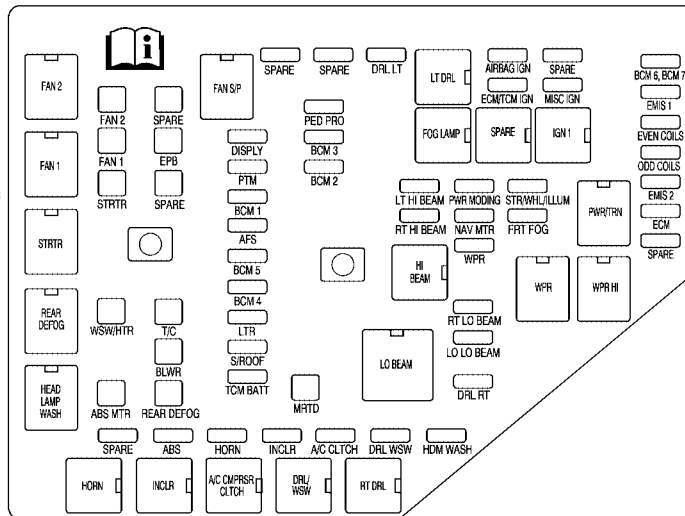 SPARE SPARE DRL LT
AIRBAG IGN SPARE
FAN 2
FAN S/P
LT DRL
BCM 6, BCM 7
ECM/TCM IGN MISC IGN
EMIS 1
FAN 2 SPARE
PED PRO
FOG LAMP SPARE IGN 1
EVEN COILS
DISPLY BCM 3
FAN 1
FAN 1 EPB
ODD COILS
PTM BCM 2
EMIS 2
STRTR SPARE
LT HI BEAM PWR MODING STR/WHL/ILLUM
BCM 1
PWR/TRN
ECM
RT HI BEAM NAV MTR FRT FOG
AFS
STRTR
SPARE
WPR
HI
BEAM
BCM 5
WPR WPR HI
BCM 4
REAR
DEFOG
RT LO BEAM
WSW/HTR T/C LTR
LO LO BEAM
S/ROOF
BLWR
LO BEAM
TCM BATT
DRL RT
HEAD
LAMP
WASH
MRTD
ABS MTR REAR DEFOG
SPARE ABS HORN INCLR A/C CLTCH DRL WSW HDM WASH
HORN INCLR
A/C CMPRSR
CLTCH
DRL/
WSW
RT DRL